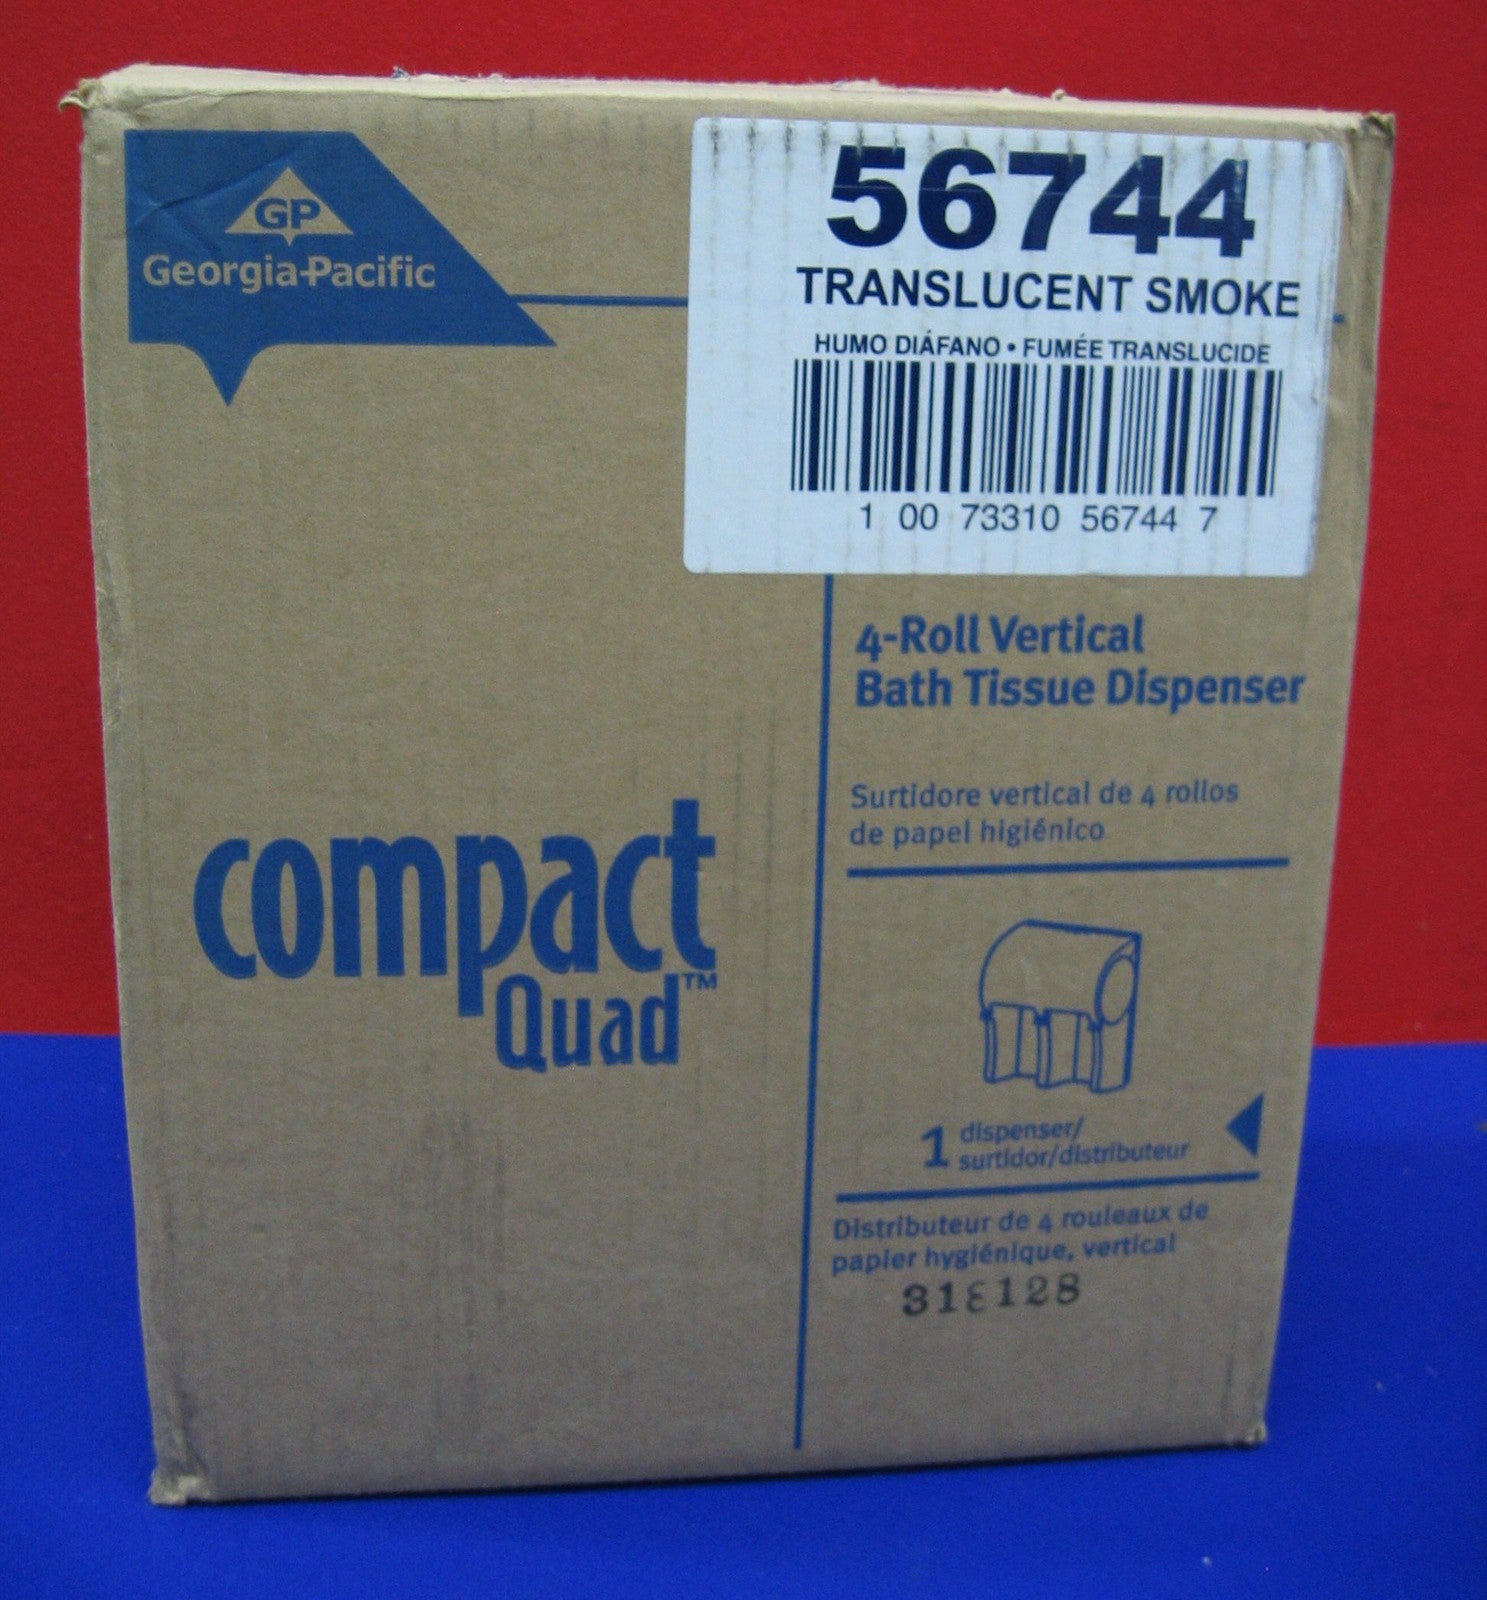 GP
Georgia-Pacific
56744
TRANSLUCENT SMOKE
HUMO DIÁFANO • FUMÉE TRANSLUCIDE
1 00 73310 56744 7
4-Roll Vertical
Bath Tissue Dispenser
Surtidore vertical de 4 rollos
de papel higiénico
compact
Quad™
1 dispenser/
surtidor/distributeur
Distributeur de 4 rouleaux de
papier hygiénique, vertical